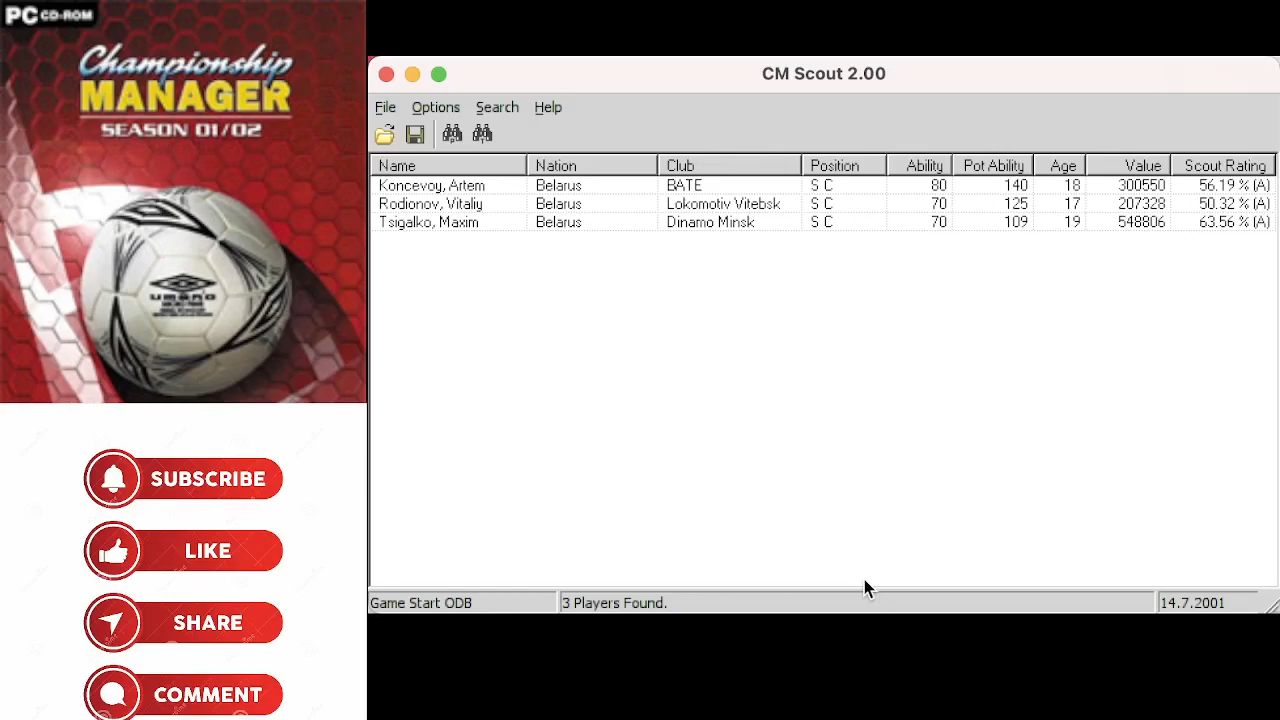 PC CD-ROM
Championship
MANAGER
SEASON 01/02
UMBRO
SUBSCRIBE
LIKE
SHARE
COMMENT
CM Scout 2.00
File Options Search Help
Name Nation Club Position Ability Pot Ability Age Value Scout Rating
Koncevoy, Artem Belarus BATE S C 80 140 18 300550 56.19 % (A)
Rodionov, Vitaliy Belarus Lokomotiv Vitebsk S C 70 125 17 207328 50.32 % (A)
Tsigalko, Maxim Belarus Dinamo Minsk S C 70 109 19 548806 63.56 % (A)
Game Start ODB 3 Players Found. 14.7.2001